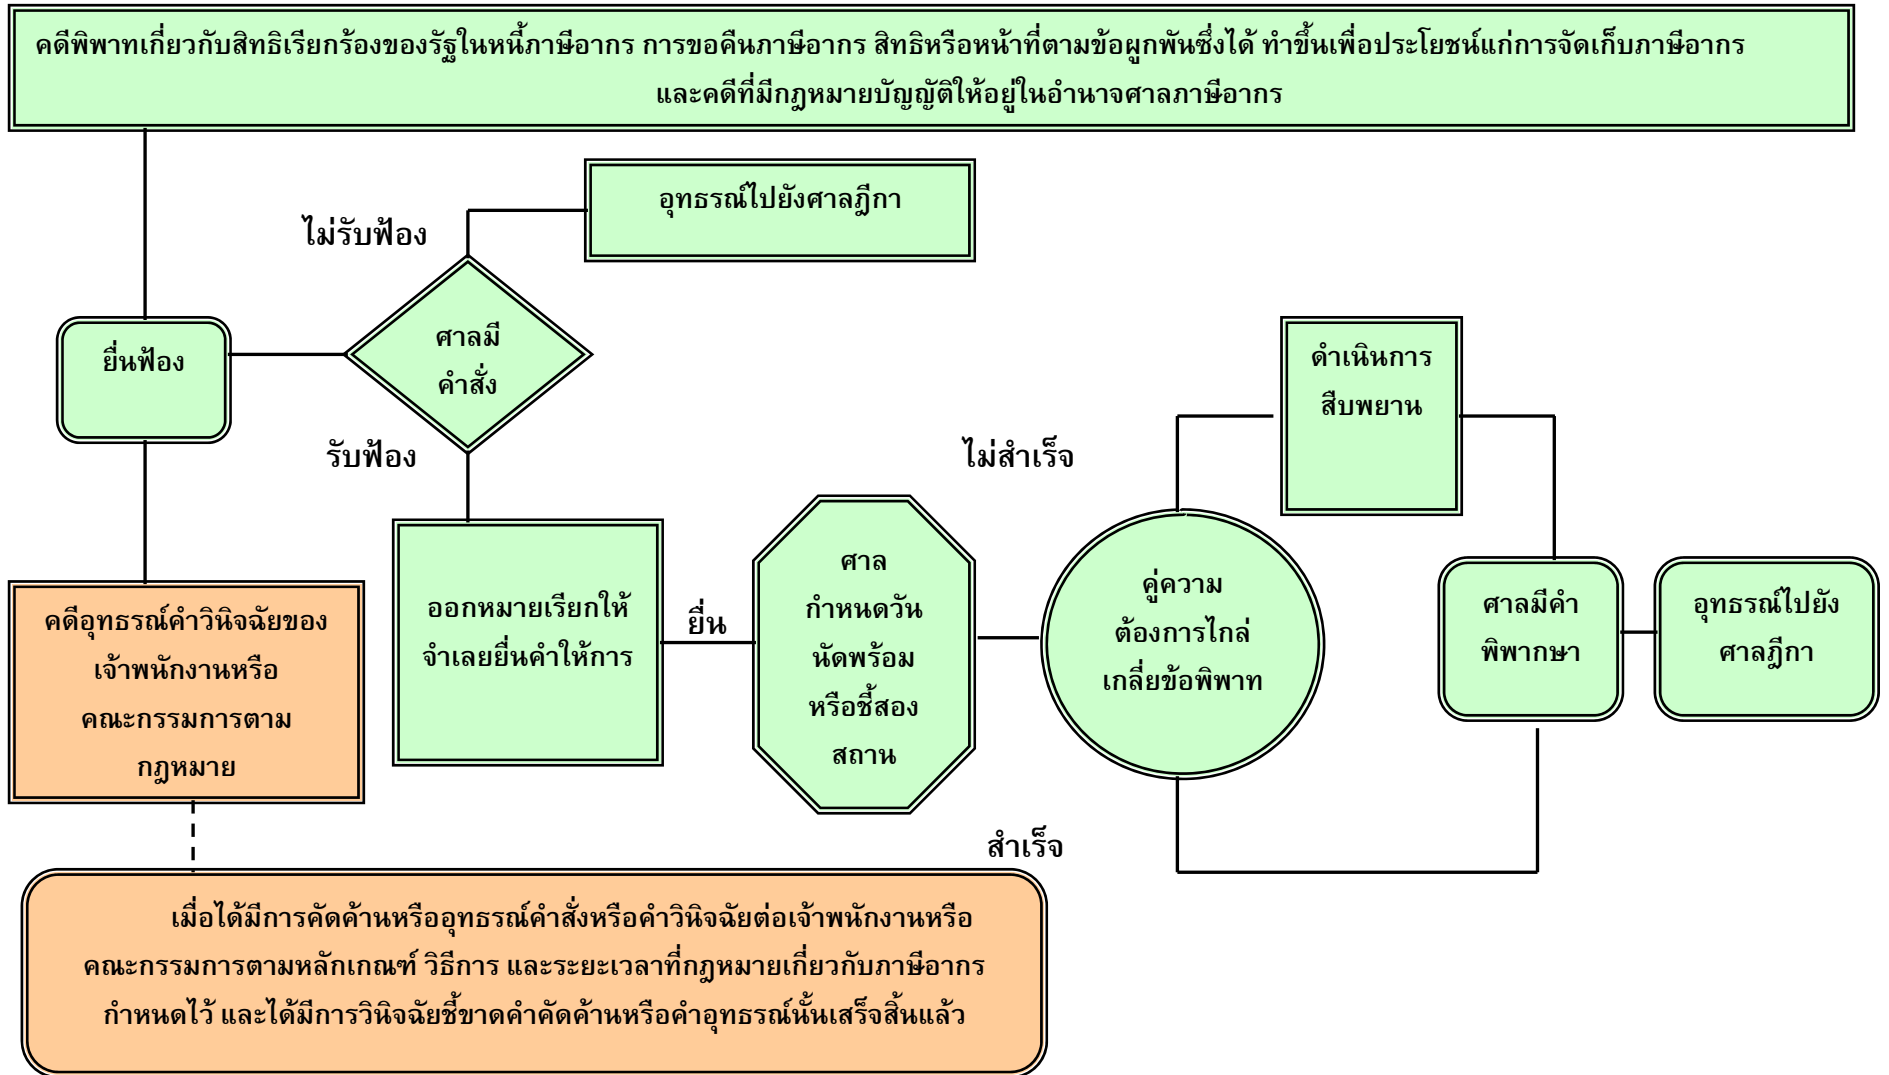 คดีพิพาทเกี่ยวกับสิทธิเรียกร้องของรัฐในหนี้ภาษีอากร การขอคืนภาษีอากร สิทธิหรือหน้าที่ตามข้อผูกพันซึ่งได้ ทำขึ้นเพื่อประโยชน์แก่การจัดเก็บภาษีอากร
และคดีที่มีกฎหมายบัญญัติให้อยู่ในอำนาจศาลภาษีอากร
อุทธรณ์ไปยังศาลฎีกา
ไม่รับฟ้อง
ศาลมี
คำสั่ง
ยื่นฟ้อง
รับฟ้อง
ดำเนินการ
สืบพยาน
ไม่สำเร็จ
คดีอุทธรณ์คำวินิจฉัยของ
เจ้าพนักงานหรือ
คณะกรรมการตาม
กฎหมาย
ออกหมายเรียกให้
จำเลยยื่นคำให้การ
ยื่น
ศาล
กำหนดวัน
นัดพร้อม
หรือชี้สอง
สถาน
คู่ความ
ต้องการไกล่
เกลี่ยข้อพิพาท
ศาลมีคำ
พิพากษา
อุทธรณ์ไปยัง
ศาลฎีกา
สำเร็จ
เมื่อได้มีการคัดค้านหรืออุทธรณ์คำสั่งหรือคำวินิจฉัยต่อเจ้าพนักงานหรือ
คณะกรรมการตามหลักเกณฑ์ วิธีการ และระยะเวลาที่กฎหมายเกี่ยวกับภาษีอากร
กำหนดไว้ และได้มีการวินิจฉัยชี้ขาดคำคัดค้านหรือคำอุทธรณ์นั้นเสร็จสิ้นแล้ว